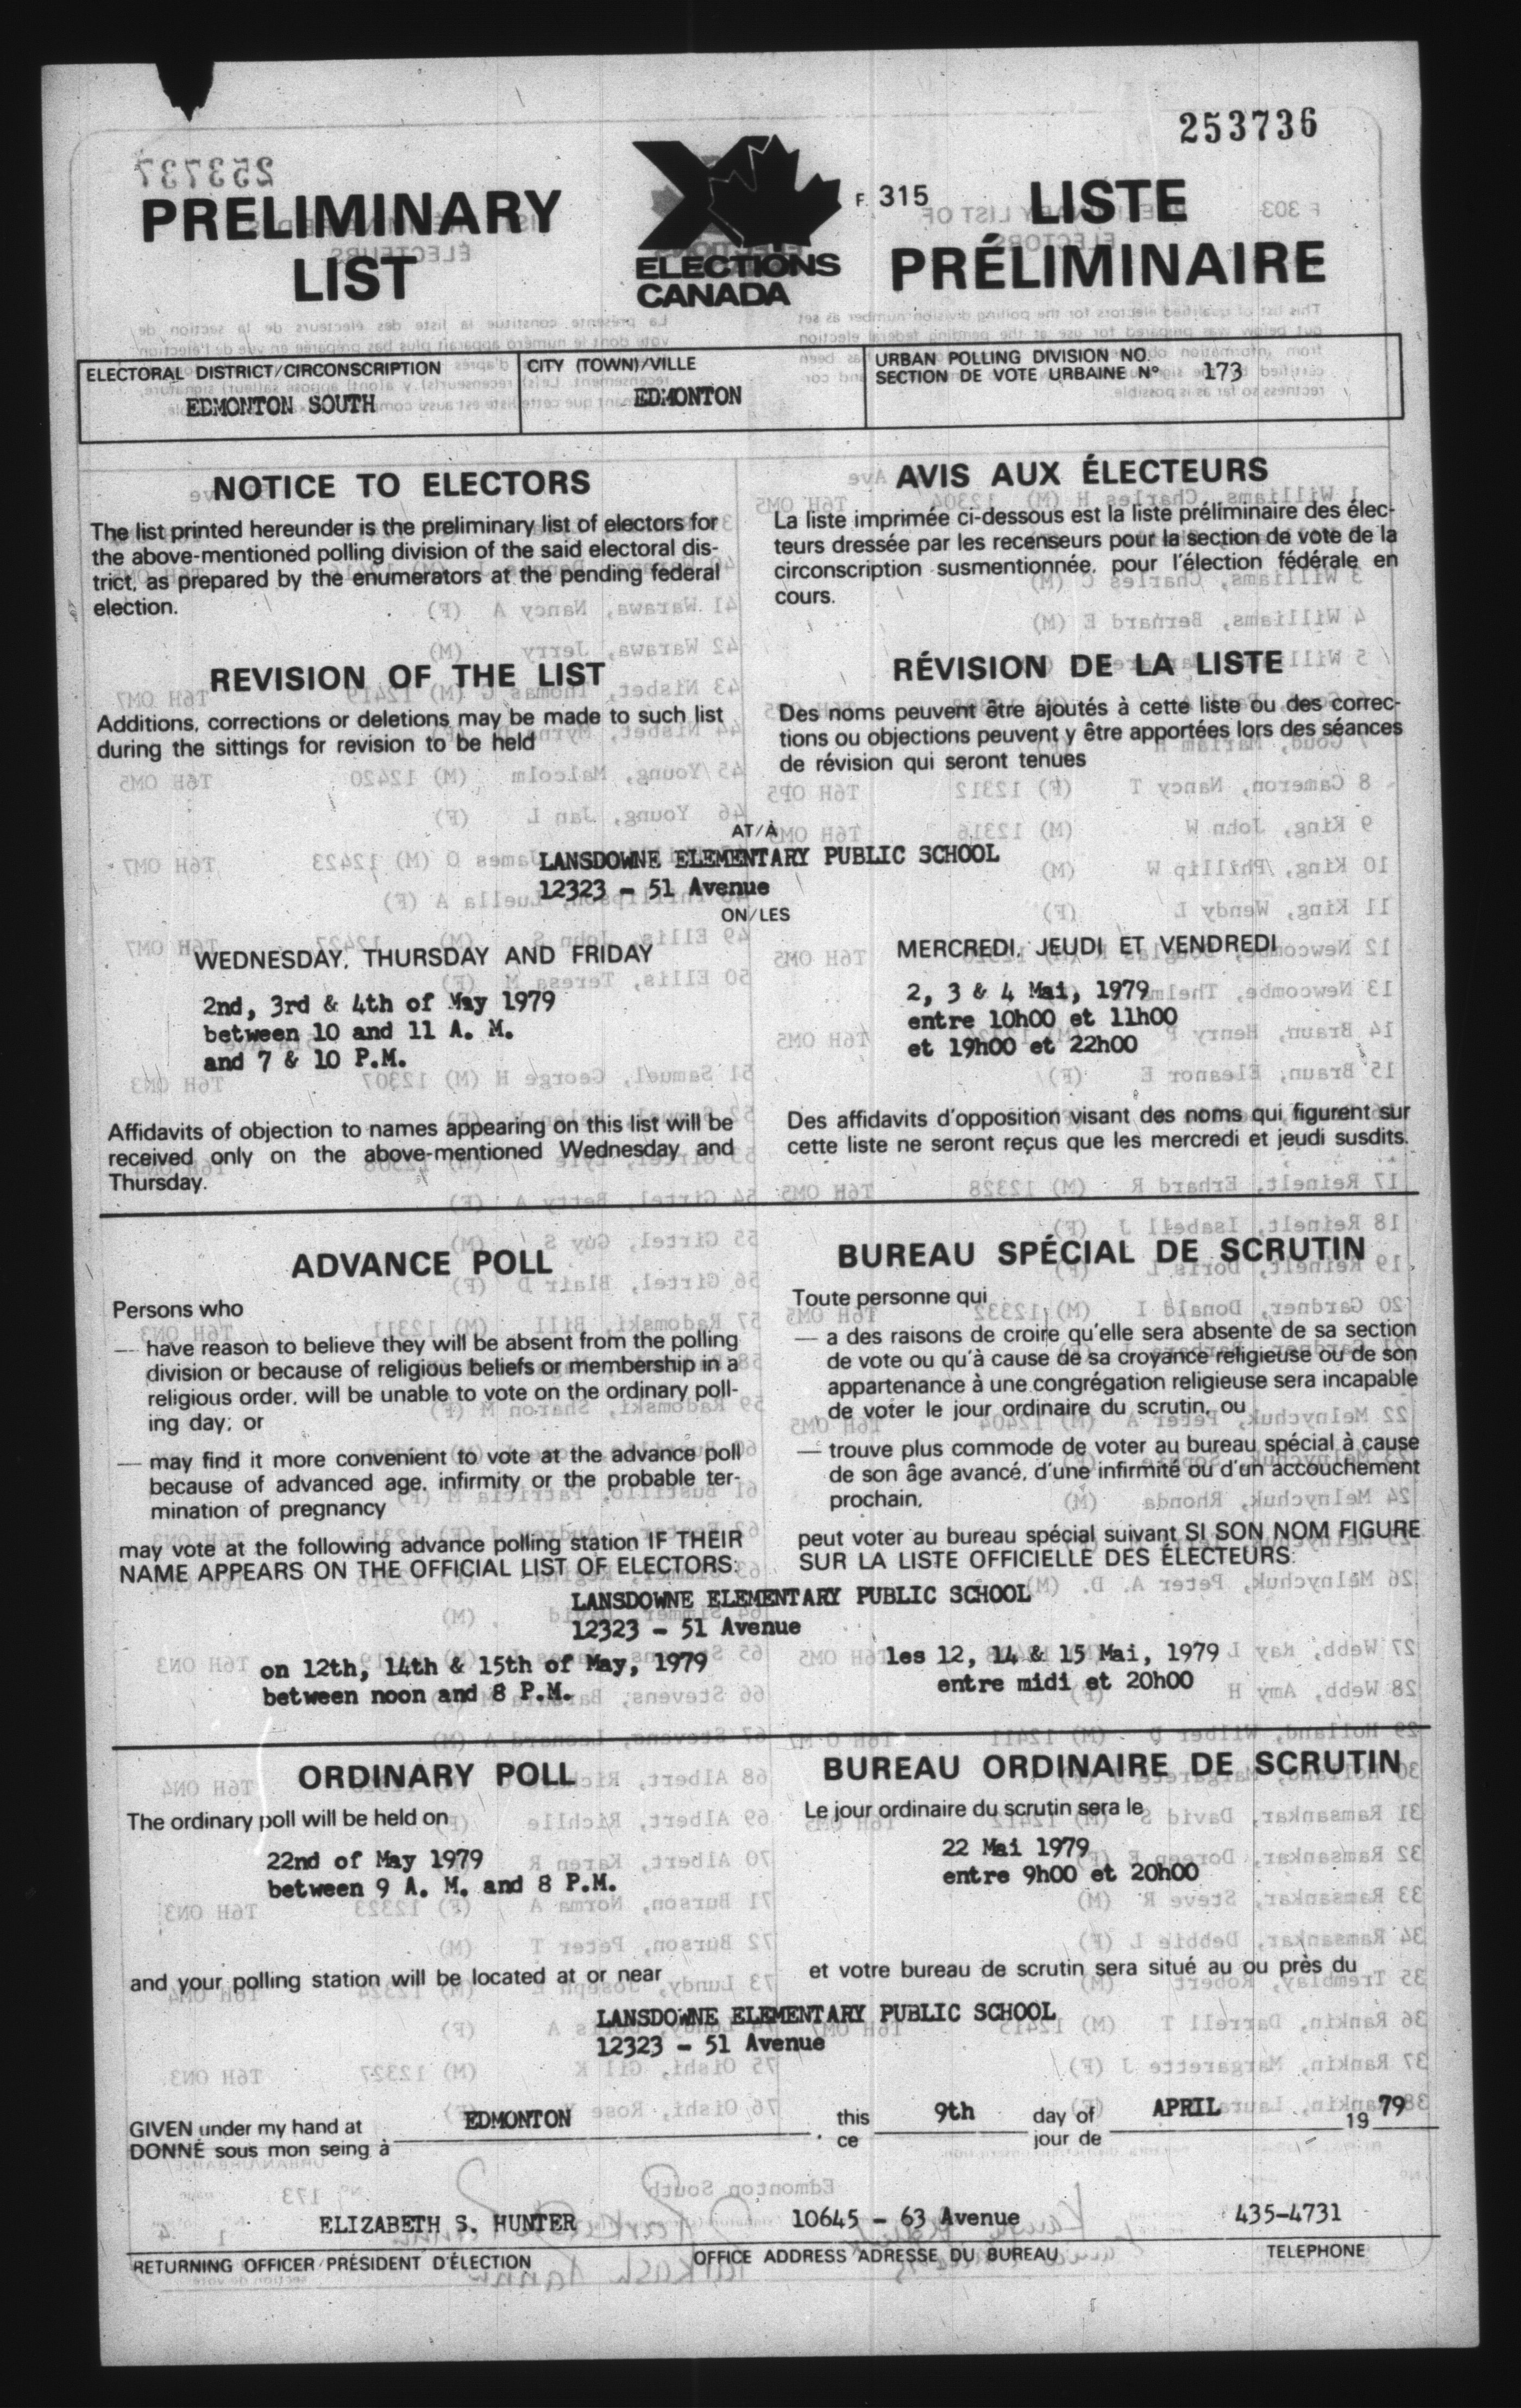 253736
PRELIMINARY
LIST
ELECTIONS
CANADA
F. 315
LISTE
PRÉLIMINAIRE
ELECTORAL DISTRICT/CIRCONSCRIPTION
EDMONTON SOUTH
CITY (TOWN)/VILLE
EDMONTON
URBAN POLLING DIVISION NO.
SECTION DE VOTE URBAINE Nº 173
NOTICE TO ELECTORS
The list printed hereunder is the preliminary list of electors for
the above-mentioned polling division of the said electoral dis-
trict, as prepared by the enumerators at the pending federal
election.
AVIS AUX ÉLECTEURS
La liste imprimée ci-dessous est la liste préliminaire des élec-
teurs dressée par les recenseurs pour la section de vote de la
circonscription susmentionnée, pour l'élection fédérale en
cours.
REVISION OF THE LIST
Additions, corrections or deletions may be made to such list
during the sittings for revision to be held
RÉVISION DE LA LISTE
Des noms peuvent être ajoutés à cette liste ou des correc-
tions ou objections peuvent y être apportées lors des séances
de révision qui seront tenues
AT/À
LANSDOWNE ELEMENTARY PUBLIC SCHOOL
12323 - 51 Avenue
ON/LES
WEDNESDAY, THURSDAY AND FRIDAY
2nd, 3rd & 4th of May 1979
between 10 and 11 A. M.
and 7 & 10 P.M.
MERCREDI, JEUDI ET VENDREDI
2, 3 & 4 Mai, 1979
entre 10h00 et 11h00
et 19h00 et 22h00
Affidavits of objection to names appearing on this list will be
received only on the above-mentioned Wednesday and
Thursday.
Des affidavits d'opposition visant des noms qui figurent sur
cette liste ne seront reçus que les mercredi et jeudi susdits.
ADVANCE POLL
Persons who
— have reason to believe they will be absent from the polling
division or because of religious beliefs or membership in a
religious order, will be unable to vote on the ordinary poll-
ing day; or
— may find it more convenient to vote at the advance poll
because of advanced age, infirmity or the probable ter-
mination of pregnancy
may vote at the following advance polling station IF THEIR
NAME APPEARS ON THE OFFICIAL LIST OF ELECTORS:
BUREAU SPÉCIAL DE SCRUTIN
Toute personne qui
— a des raisons de croire qu'elle sera absente de sa section
de vote ou qu'à cause de sa croyance religieuse ou de son
appartenance à une congrégation religieuse sera incapable
de voter le jour ordinaire du scrutin, ou
— trouve plus commode de voter au bureau spécial à cause
de son âge avancé, d'une infirmité ou d'un accouchement
prochain,
peut voter au bureau spécial suivant SI SON NOM FIGURE
SUR LA LISTE OFFICIELLE DES ÉLECTEURS:
LANSDOWNE ELEMENTARY PUBLIC SCHOOL
12323 - 51 Avenue
on 12th, 14th & 15th of May, 1979
between noon and 8 P.M.
les 12, 14 & 15 Mai, 1979
entre midi et 20h00
ORDINARY POLL
The ordinary poll will be held on
22nd of May 1979
between 9 A. M. and 8 P.M.
and your polling station will be located at or near
BUREAU ORDINAIRE DE SCRUTIN
Le jour ordinaire du scrutin sera le
22 Mai 1979
entre 9h00 et 20h00
et votre bureau de scrutin sera situé au ou près du
LANSDOWNE ELEMENTARY PUBLIC SCHOOL
12323 - 51 Avenue
GIVEN under my hand at EDMONTON this 9th day of APRIL 19 79
DONNÉ sous mon seing à ce jour de
ELIZABETH S. HUNTER 10645 - 63 Avenue 435-4731
RETURNING OFFICER/PRÉSIDENT D'ÉLECTION OFFICE ADDRESS/ADRESSE DU BUREAU TELEPHONE